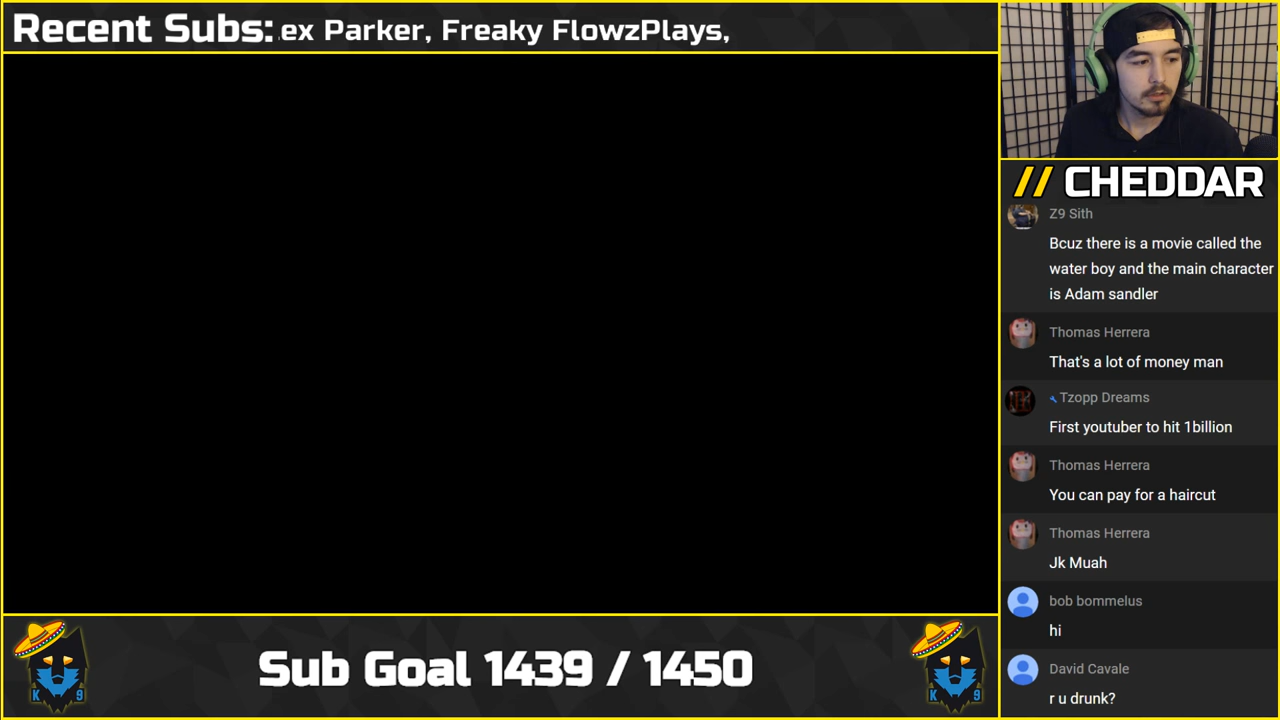 Recent Subs: ex Parker, Freaky FlowzPlays,
// CHEDDAR
Z9 Sith
Bcuz there is a movie called the
water boy and the main character
is Adam sandler
Thomas Herrera
That's a lot of money man
Tzopp Dreams
First youtuber to hit 1billion
Thomas Herrera
You can pay for a haircut
Thomas Herrera
Jk Muah
bob bommelus
hi
David Cavale
r u drunk?
K 9
Sub Goal 1439 / 1450
K 9